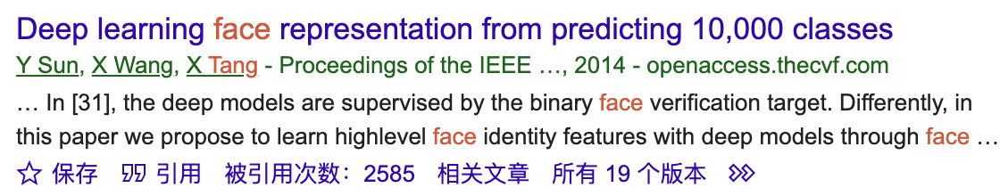 Deep learning face representation from predicting 10,000 classes
Y Sun, X Wang, X Tang - Proceedings of the IEEE …, 2014 - openaccess.thecvf.com
… In [31], the deep models are supervised by the binary face verification target. Differently, in
this paper we propose to learn highlevel face identity features with deep models through face …
保存 引用 被引用次数：2585 相关文章 所有 19 个版本